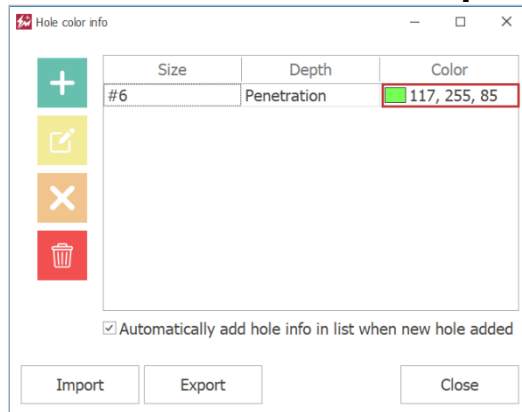 Hole color info
Size Depth Color
#6 Penetration 117, 255, 85
Automatically add hole info in list when new hole added
Import Export Close